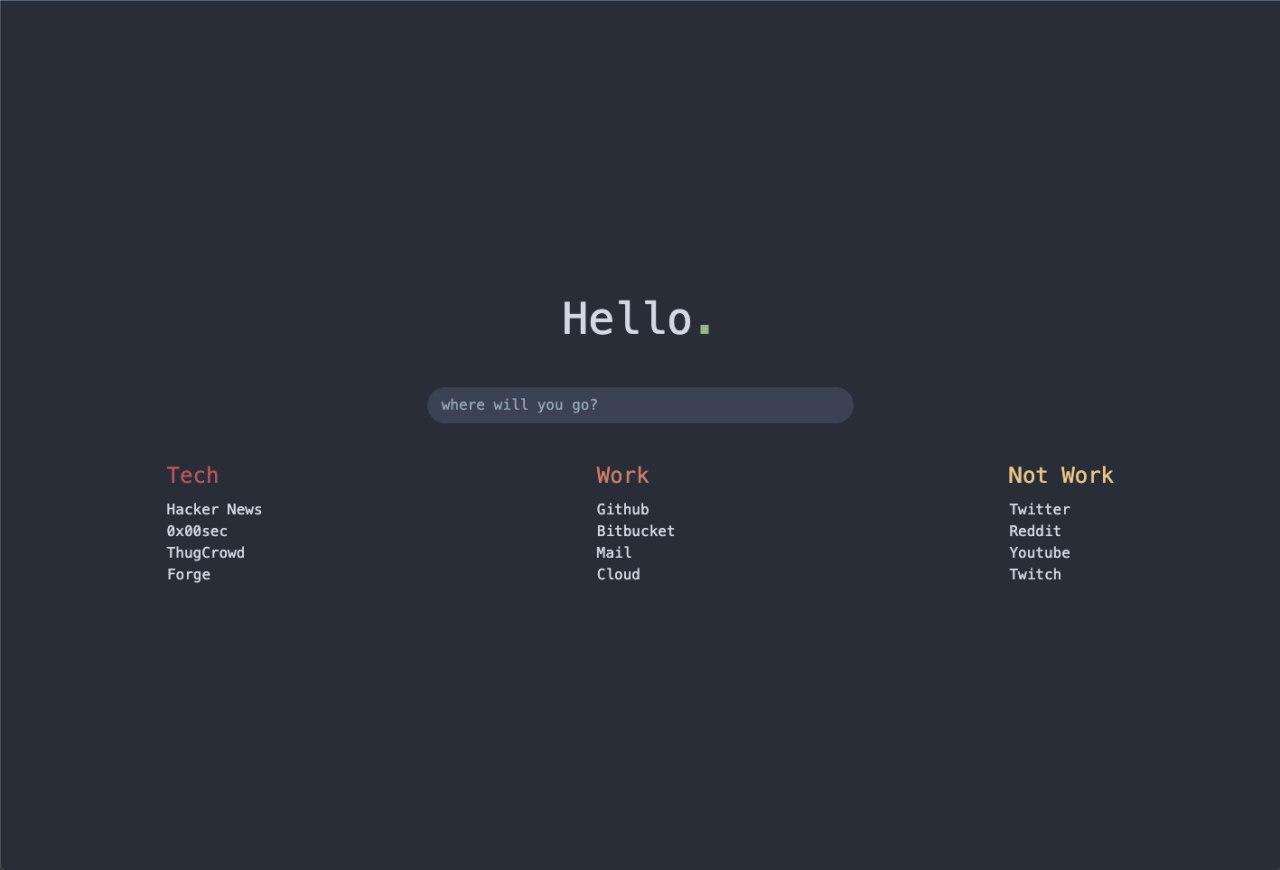 Hello.
where will you go?
Tech
Hacker News
0x00sec
ThugCrowd
Forge
Work
Github
Bitbucket
Mail
Cloud
Not Work
Twitter
Reddit
Youtube
Twitch